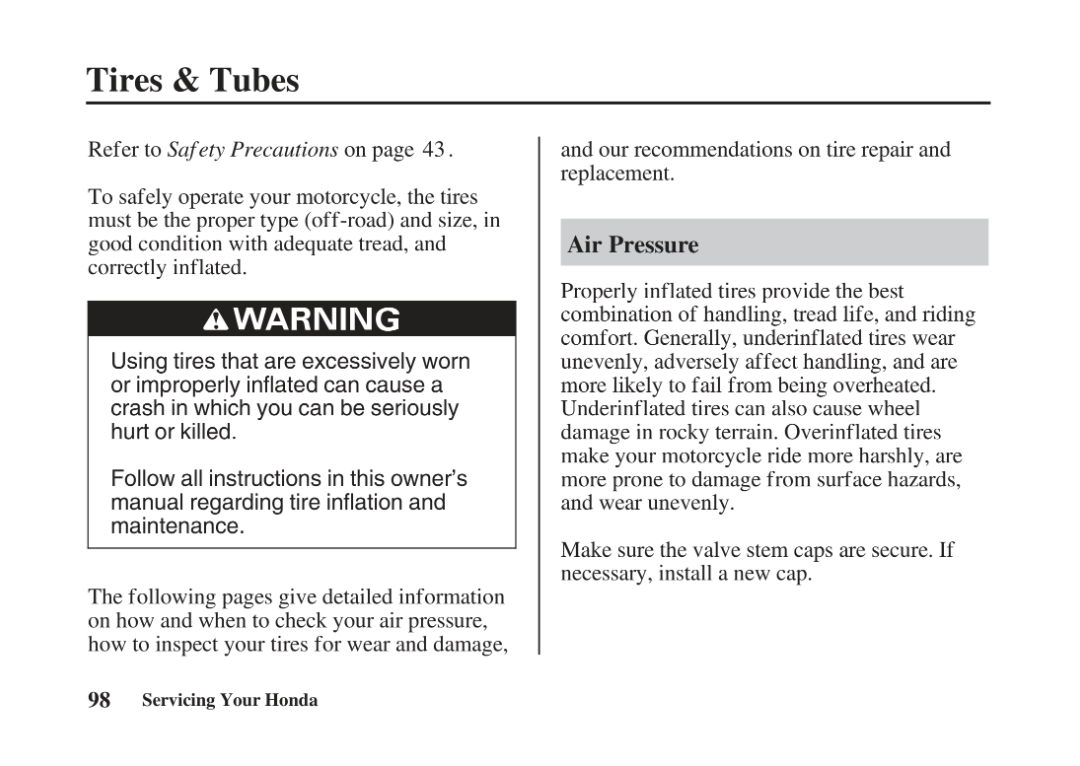 Tires & Tubes
Refer to Safety Precautions on page 43.
To safely operate your motorcycle, the tires
must be the proper type (off-road) and size, in
good condition with adequate tread, and
correctly inflated.
WARNING
Using tires that are excessively worn
or improperly inflated can cause a
crash in which you can be seriously
hurt or killed.
Follow all instructions in this owner’s
manual regarding tire inflation and
maintenance.
The following pages give detailed information
on how and when to check your air pressure,
how to inspect your tires for wear and damage,
and our recommendations on tire repair and
replacement.
Air Pressure
Properly inflated tires provide the best
combination of handling, tread life, and riding
comfort. Generally, underinflated tires wear
unevenly, adversely affect handling, and are
more likely to fail from being overheated.
Underinflated tires can also cause wheel
damage in rocky terrain. Overinflated tires
make your motorcycle ride more harshly, are
more prone to damage from surface hazards,
and wear unevenly.
Make sure the valve stem caps are secure. If
necessary, install a new cap.
98 Servicing Your Honda